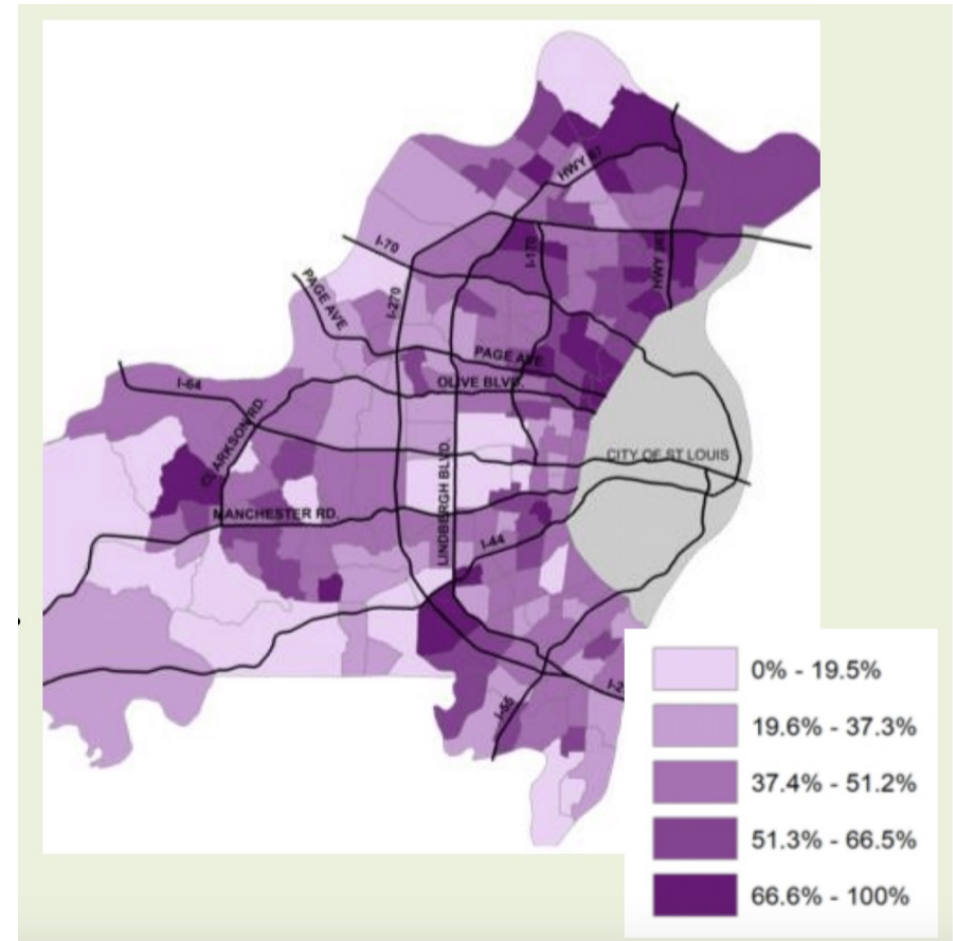 HWY 67
I-70
I-170
HWY 367
PAGE AVE.
I-270
PAGE AVE.
OLIVE BLVD.
I-64
CLARKSON RD.
CITY OF ST LOUIS
LINDBERGH BLVD.
MANCHESTER RD.
I-44
I-55
I-2
0% - 19.5%
19.6% - 37.3%
37.4% - 51.2%
51.3% - 66.5%
66.6% - 100%